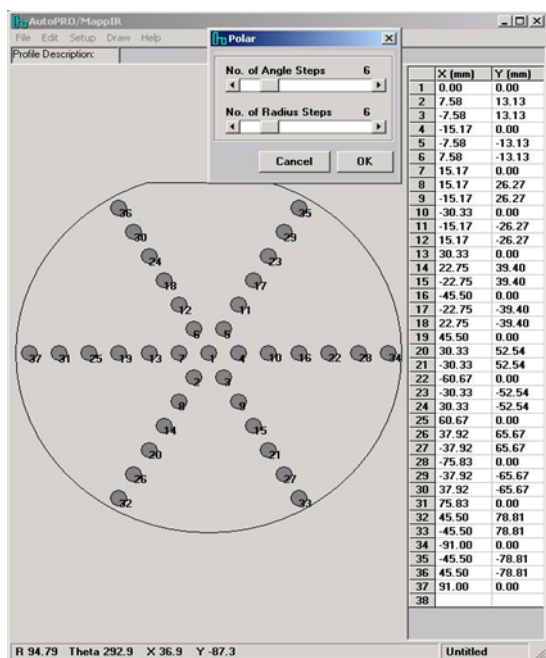 AutoPRO/MappIR
File Edit Setup Draw Help
Profile Description:
Polar
No. of Angle Steps 6
No. of Radius Steps 6
Cancel OK
X (mm) Y (mm)
1 0.00 0.00
2 7.58 13.13
3 -7.58 13.13
4 -15.17 0.00
5 -7.58 -13.13
6 7.58 -13.13
7 15.17 0.00
8 15.17 26.27
9 -15.17 26.27
10 -30.33 0.00
11 -15.17 -26.27
12 15.17 -26.27
13 30.33 0.00
14 22.75 39.40
15 -22.75 39.40
16 -45.50 0.00
17 -22.75 -39.40
18 22.75 -39.40
19 45.50 0.00
20 30.33 52.54
21 -30.33 52.54
22 -60.67 0.00
23 -30.33 -52.54
24 30.33 -52.54
25 60.67 0.00
26 37.92 65.67
27 -37.92 65.67
28 -75.83 0.00
29 -37.92 -65.67
30 37.92 -65.67
31 75.83 0.00
32 45.50 78.81
33 -45.50 78.81
34 -91.00 0.00
35 -45.50 -78.81
36 45.50 -78.81
37 91.00 0.00
38
36 35
30 29
24 23
18 17
12 11
6 5
37 31 25 19 13 7 1 4 10 16 22 28 34
2 3
8 9
14 15
20 21
26 27
32 33
R 94.79 Theta 292.9 X 36.9 Y -87.3 Untitled